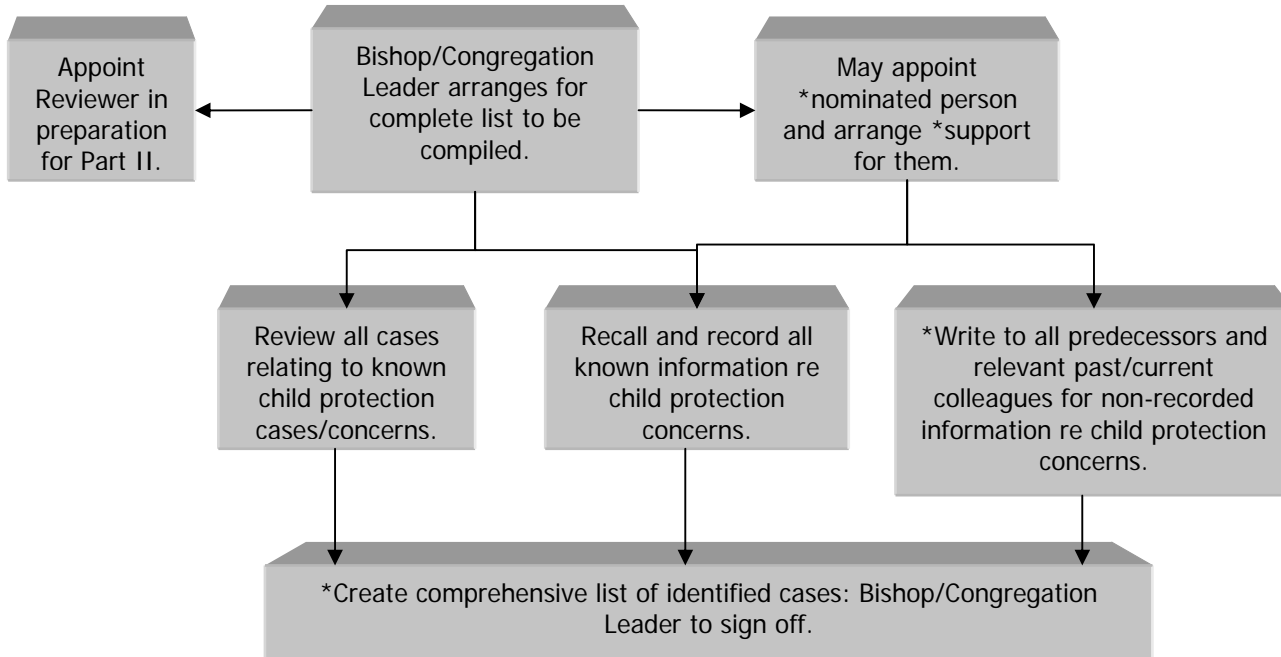 Appoint
Reviewer in
preparation
for Part II.
Bishop/Congregation
Leader arranges for
complete list to be
compiled.
May appoint
*nominated person
and arrange *support
for them.
Review all cases
relating to known
child protection
cases/concerns.
Recall and record all
known information re
child protection
concerns.
*Write to all predecessors and
relevant past/current
colleagues for non-recorded
information re child protection
concerns.
*Create comprehensive list of identified cases: Bishop/Congregation
Leader to sign off.